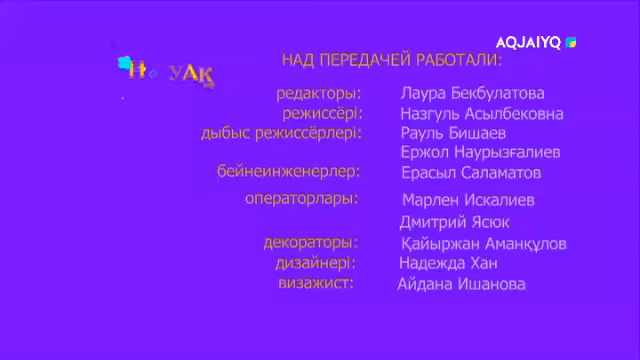 AQJAIYQ
НАД ПЕРЕДАЧЕЙ РАБОТАЛИ:
редакторы: Лаура Бекбулатова
режиссёрі: Назгуль Асылбековна
дыбыс режиссёрлері: Рауль Бишаев
Ержол Наурызғалиев
бейнеинженерлер: Ерасыл Саламатов
операторлары: Марлен Искалиев
Дмитрий Ясюк
декораторы: Қайыржан Аманқұлов
дизайнері: Надежда Хан
визажист: Айдана Ишанова